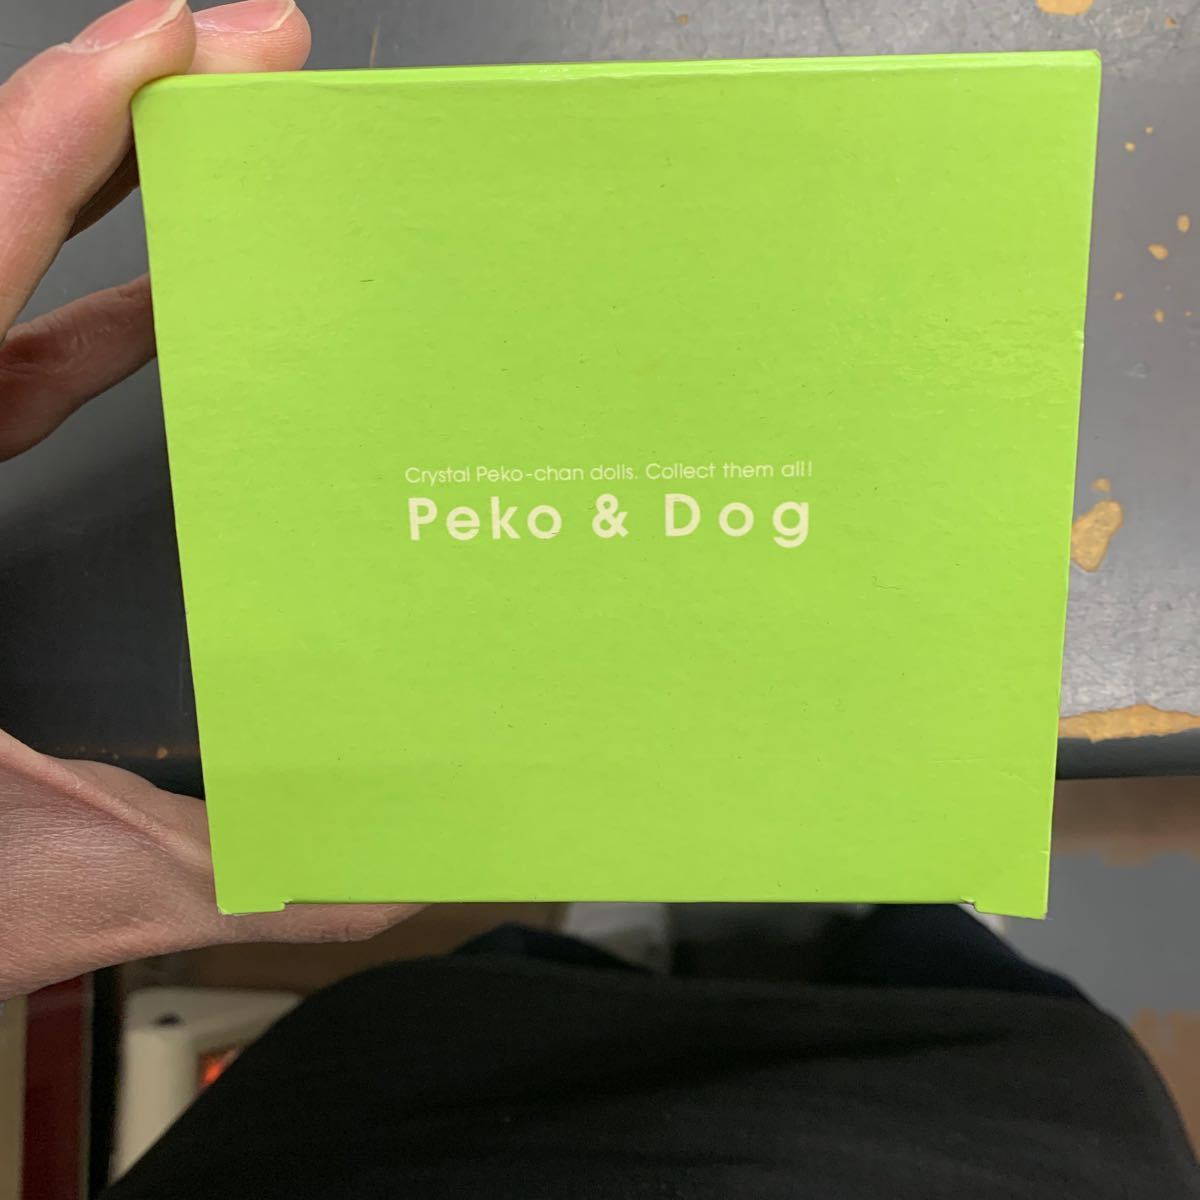 Crystal Peko-chan dolls. Collect them all!
Peko & Dog